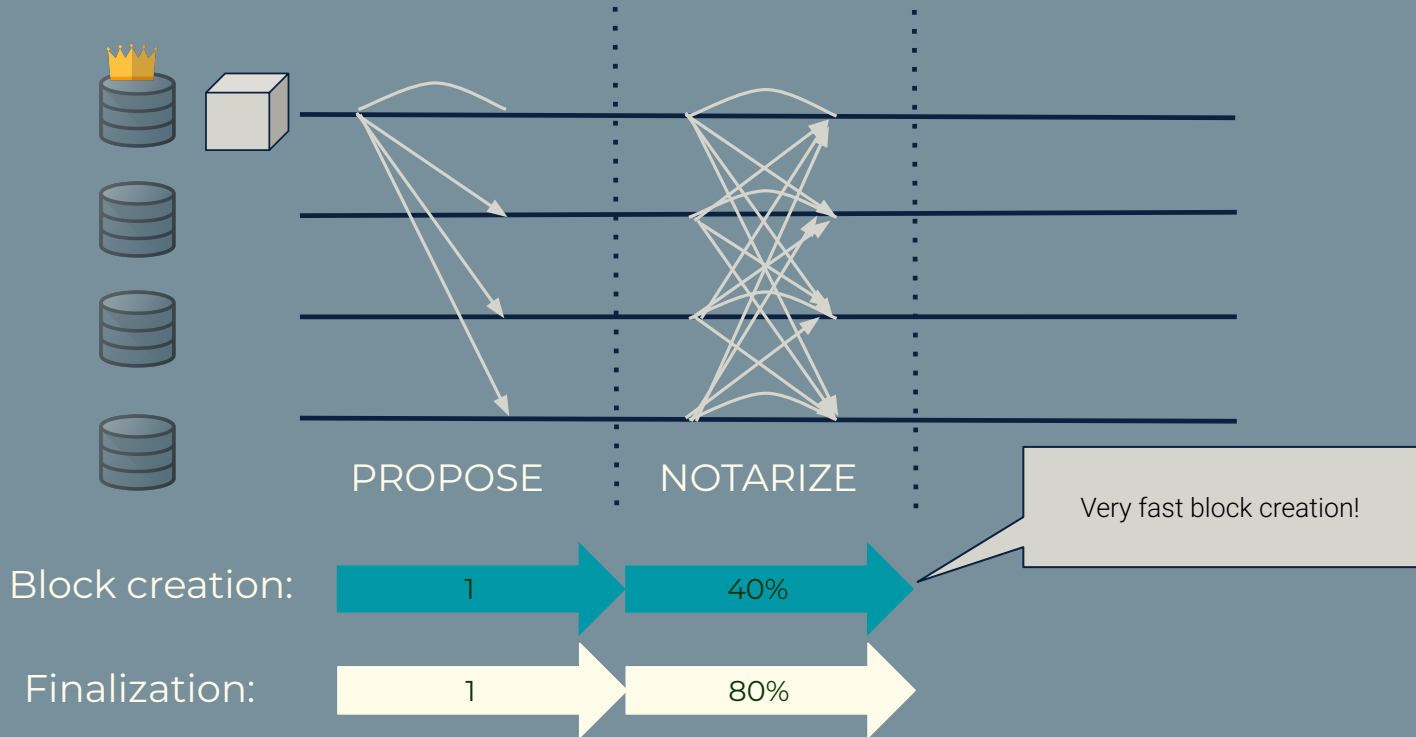 PROPOSE
NOTARIZE
Very fast block creation!
Block creation:
1
40%
Finalization:
1
80%